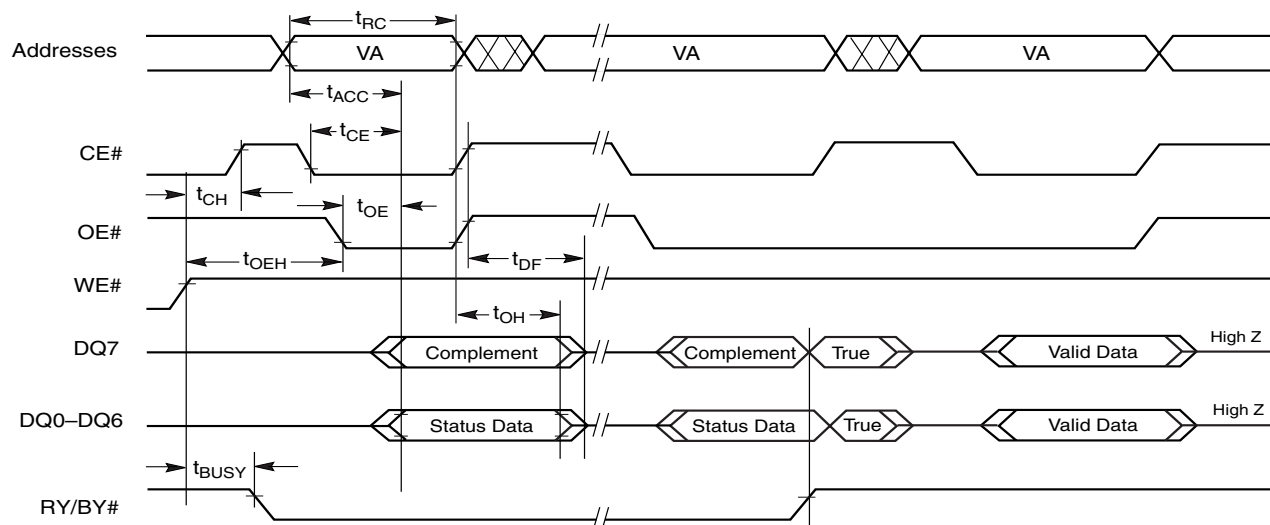 tRC
Addresses VA VA VA
tACC
tCE
CE#
tCH tOE
OE#
tOEH tDF
WE#
tOH
DQ7 Complement Complement True Valid Data High Z
DQ0–DQ6 Status Data Status Data True Valid Data High Z
tBUSY
RY/BY#